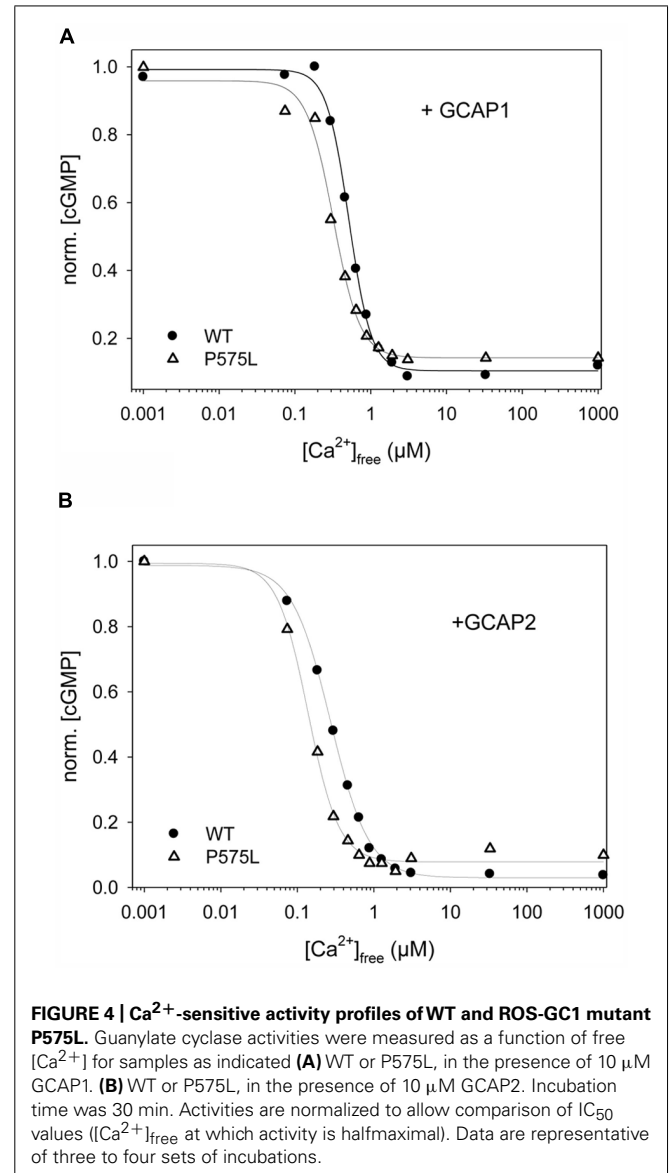 A
1.0
0.8
0.6
0.4
0.2
norm. [cGMP]
+ GCAP1
WT
P575L
0.001 0.01 0.1 1 10 100 1000
[Ca2+]free (µM)
B
1.0
0.8
0.6
0.4
0.2
0.0
norm. [cGMP]
+GCAP2
WT
P575L
0.001 0.01 0.1 1 10 100 1000
[Ca2+]free (µM)
FIGURE 4 | Ca2+-sensitive activity profiles of WT and ROS-GC1 mutant
P575L. Guanylate cyclase activities were measured as a function of free
[Ca2+] for samples as indicated (A) WT or P575L, in the presence of 10 μM
GCAP1. (B) WT or P575L, in the presence of 10 μM GCAP2. Incubation
time was 30 min. Activities are normalized to allow comparison of IC50
values ([Ca2+]free at which activity is halfmaximal). Data are representative
of three to four sets of incubations.